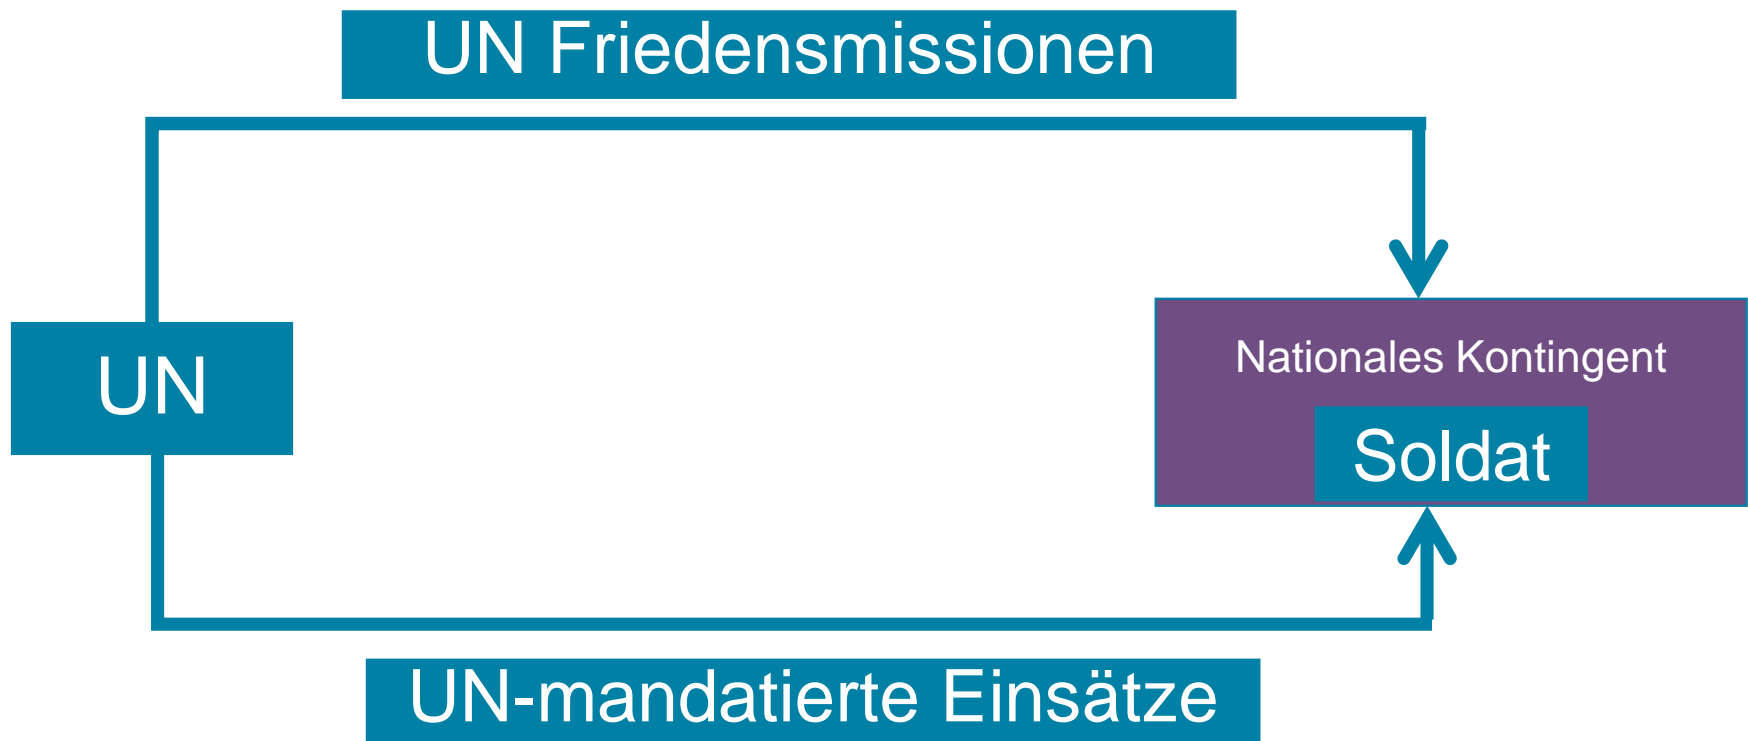 UN Friedensmissionen
UN
Nationales Kontingent
Soldat
UN-mandatierte Einsätze